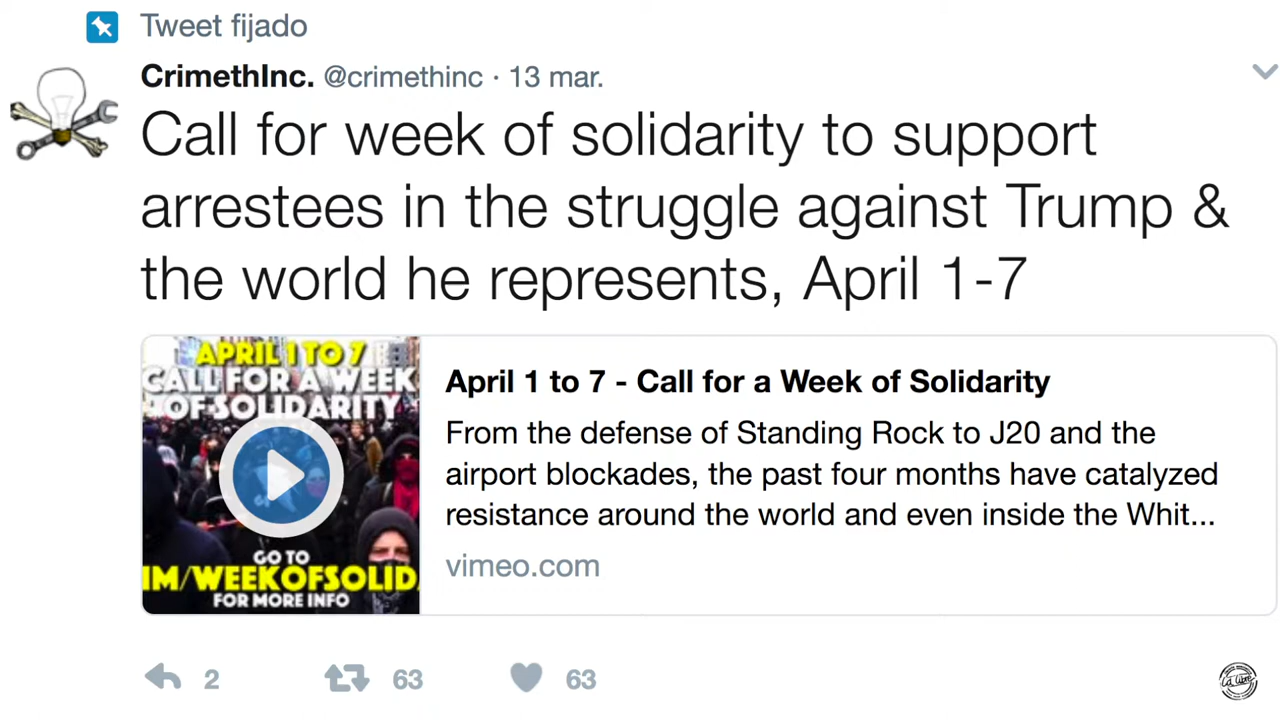 Tweet fijado
CrimethInc. @crimethinc · 13 mar.
Call for week of solidarity to support
arrestees in the struggle against Trump &
the world he represents, April 1-7
APRIL 1 TO 7
CALL FOR A WEEK
OF SOLIDARITY
GO TO
IM/WEEKOFSOLID
FOR MORE INFO
April 1 to 7 - Call for a Week of Solidarity
From the defense of Standing Rock to J20 and the
airport blockades, the past four months have catalyzed
resistance around the world and even inside the Whit...
vimeo.com
2 63 63